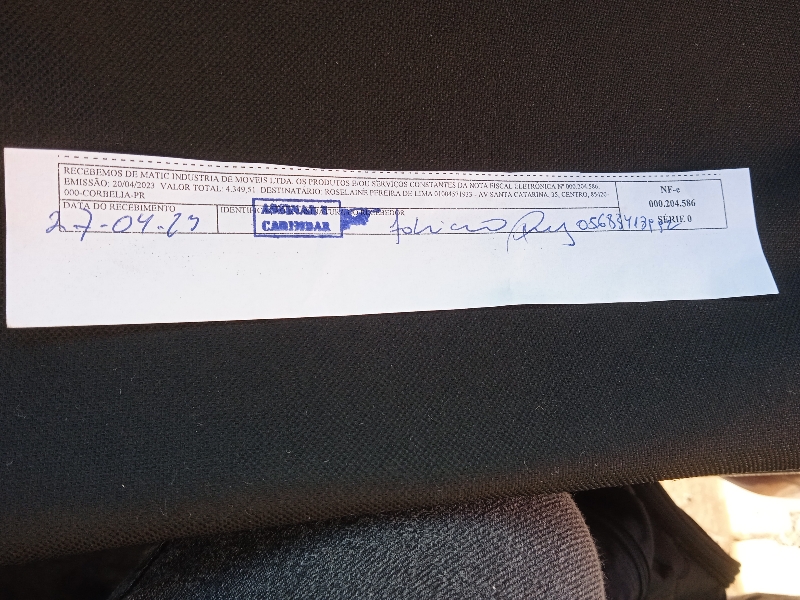 RECEBEMOS DE MATIC INDUSTRIA DE MOVEIS LTDA. OS PRODUTOS E/OU SERVIÇOS CONSTANTES DA NOTA FISCAL ELETRÔNICA Nº 000.204.586
EMISSÃO: 20/04/2023 VALOR TOTAL: 4.349,51 DESTINATÁRIO: ROSELAINE PEREIRA DE LIMA - AV SANTA CATARINA, 35, CENTRO, 85420-
000-CORBELIA-PR
NF-e
000.204.586
SÉRIE 0
DATA DO RECEBIMENTO
27-04-23
ASSINAR E
CARIMBAR